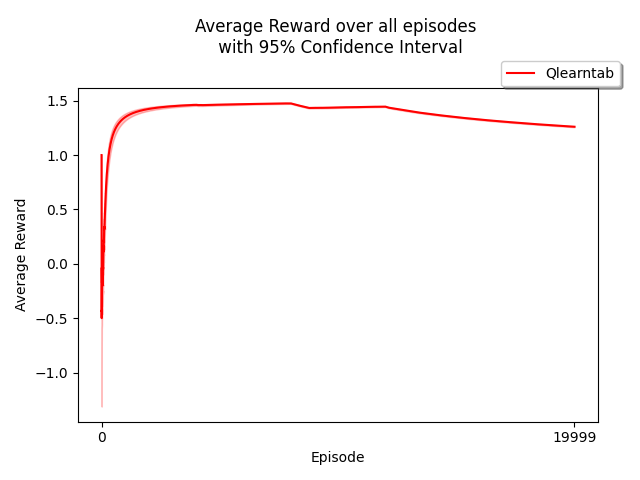 Average Reward over all episodes
with 95% Confidence Interval
Qlearntab
1.5
1.0
0.5
0.0
−0.5
−1.0
Average Reward
0
19999
Episode